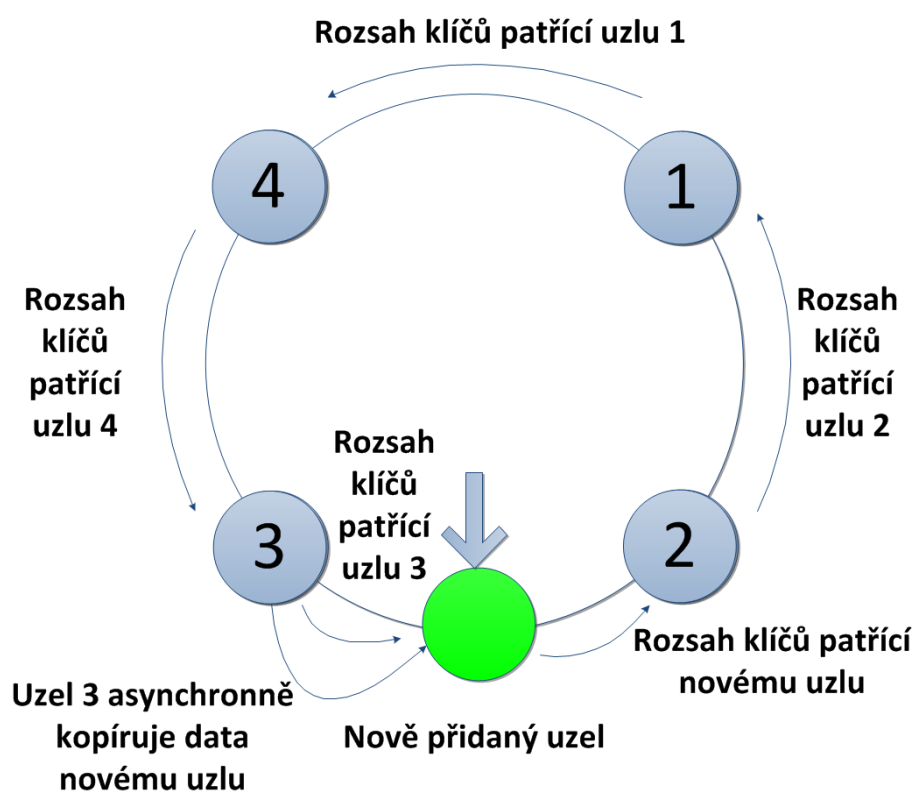 Rozsah klíčů patřící uzlu 1
4
1
Rozsah
klíčů
patřící
uzlu 4
Rozsah
klíčů
patřící
uzlu 2
Rozsah
klíčů
patřící
uzlu 3
3
2
Rozsah klíčů patřící
novému uzlu
Uzel 3 asynchronně
kopíruje data
novému uzlu
Nově přidaný uzel